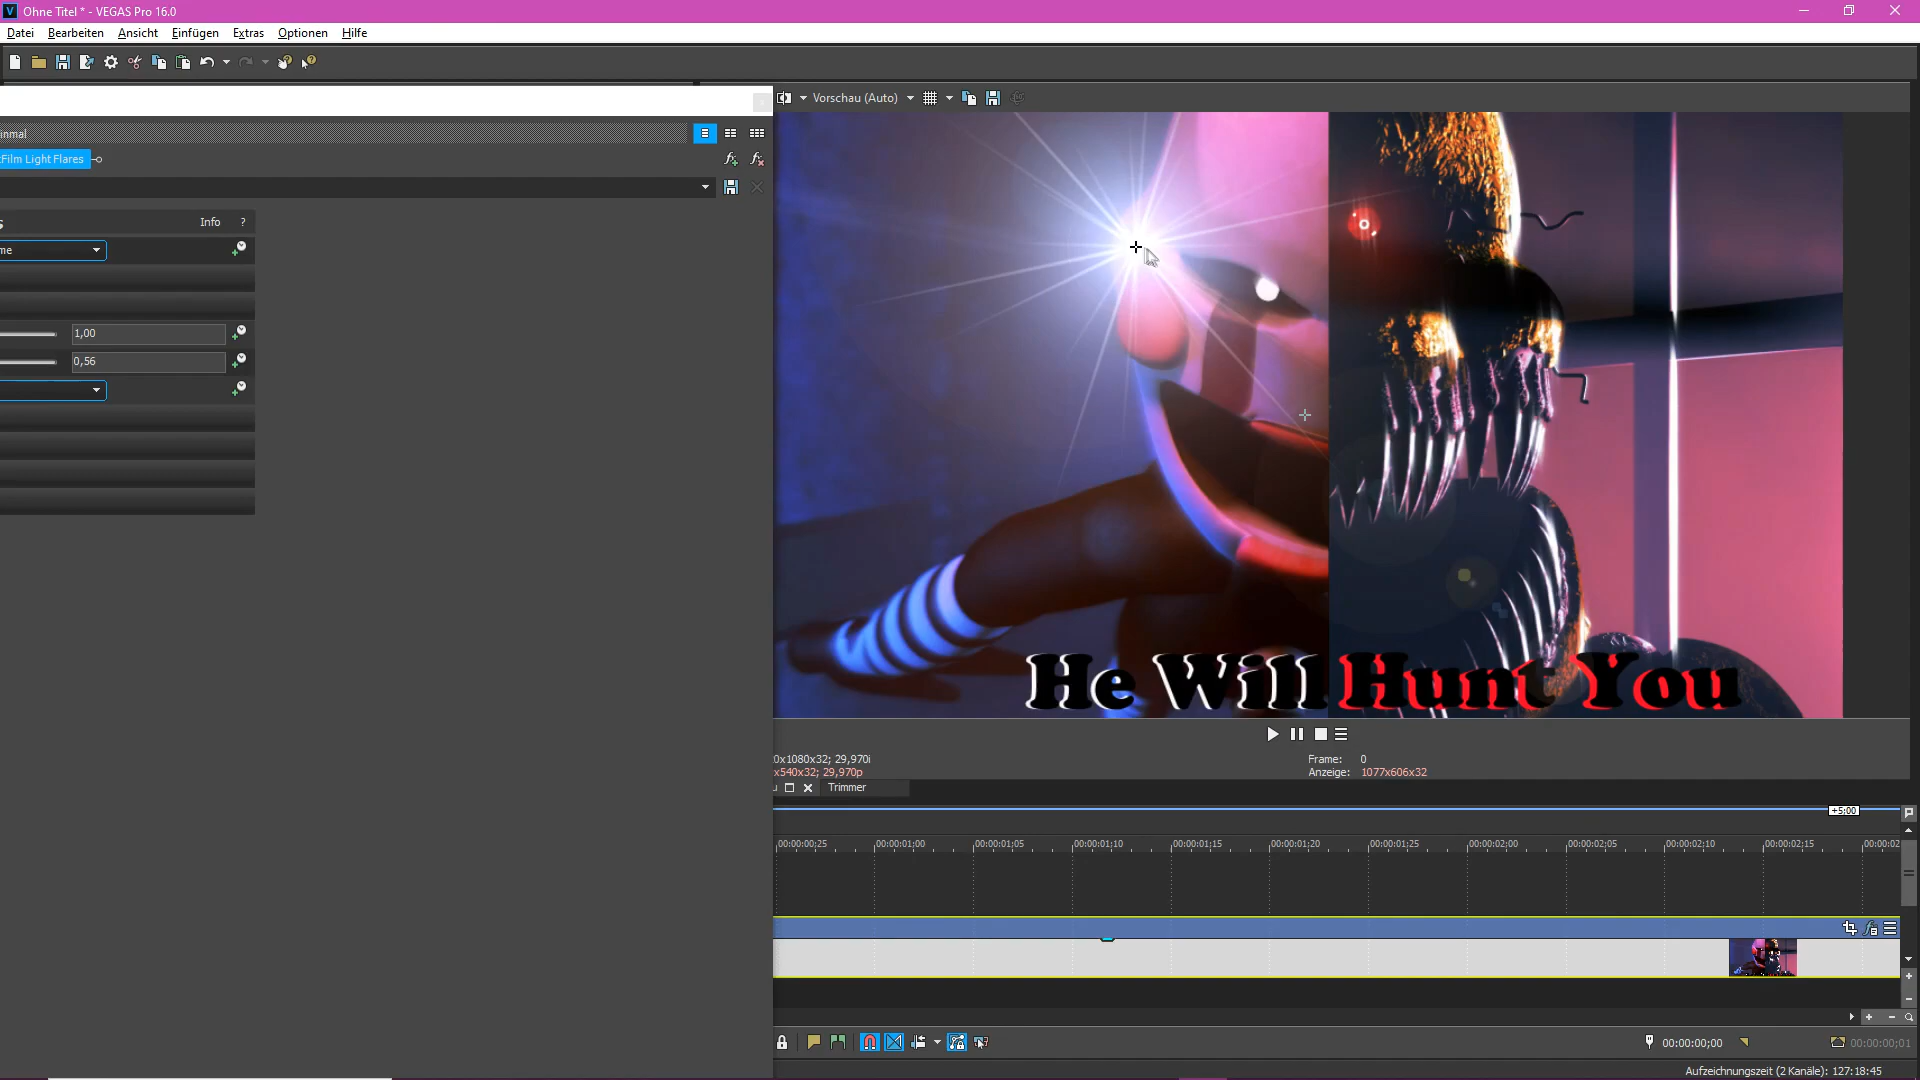 Ohne Titel * - VEGAS Pro 16.0
Datei Bearbeiten Ansicht Einfügen Extras Optionen Hilfe
Vorschau (Auto)
inmal
Film Light Flares
s Info ?
me
1,00
0,56
He Will Hunt You
0x1080x32; 29,970i
x540x32; 29,970p
Frame: 0
Anzeige: 1077x606x32
Trimmer
+5:00
00:00:00;25 00:00:01;00 00:00:01;05 00:00:01;10 00:00:01;15 00:00:01;20 00:00:01;25 00:00:02;00 00:00:02;05 00:00:02;10 00:00:02;15 00:00:02
00:00:00;00 00:00:00;01
Aufzeichnungszeit (2 Kanäle): 127:18:45